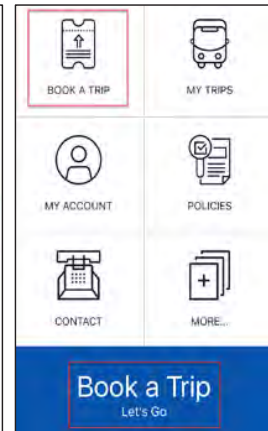 BOOK A TRIP
MY TRIPS
MY ACCOUNT
POLICIES
CONTACT
MORE...
Book a Trip
Let's Go